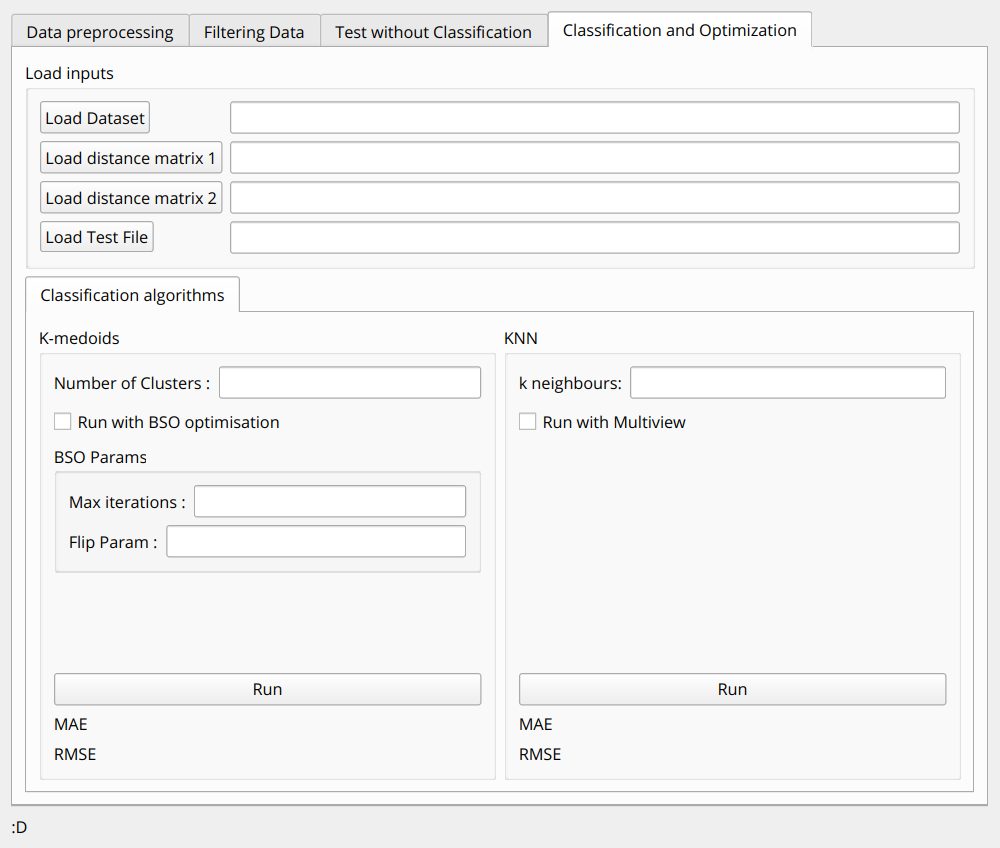 Data preprocessing Filtering Data Test without Classification Classification and Optimization
Load inputs
Load Dataset
Load distance matrix 1
Load distance matrix 2
Load Test File
Classification algorithms
K-medoids
Number of Clusters :
Run with BSO optimisation
BSO Params
Max iterations :
Flip Param :
Run
MAE
RMSE
KNN
k neighbours:
Run with Multiview
Run
MAE
RMSE
:D